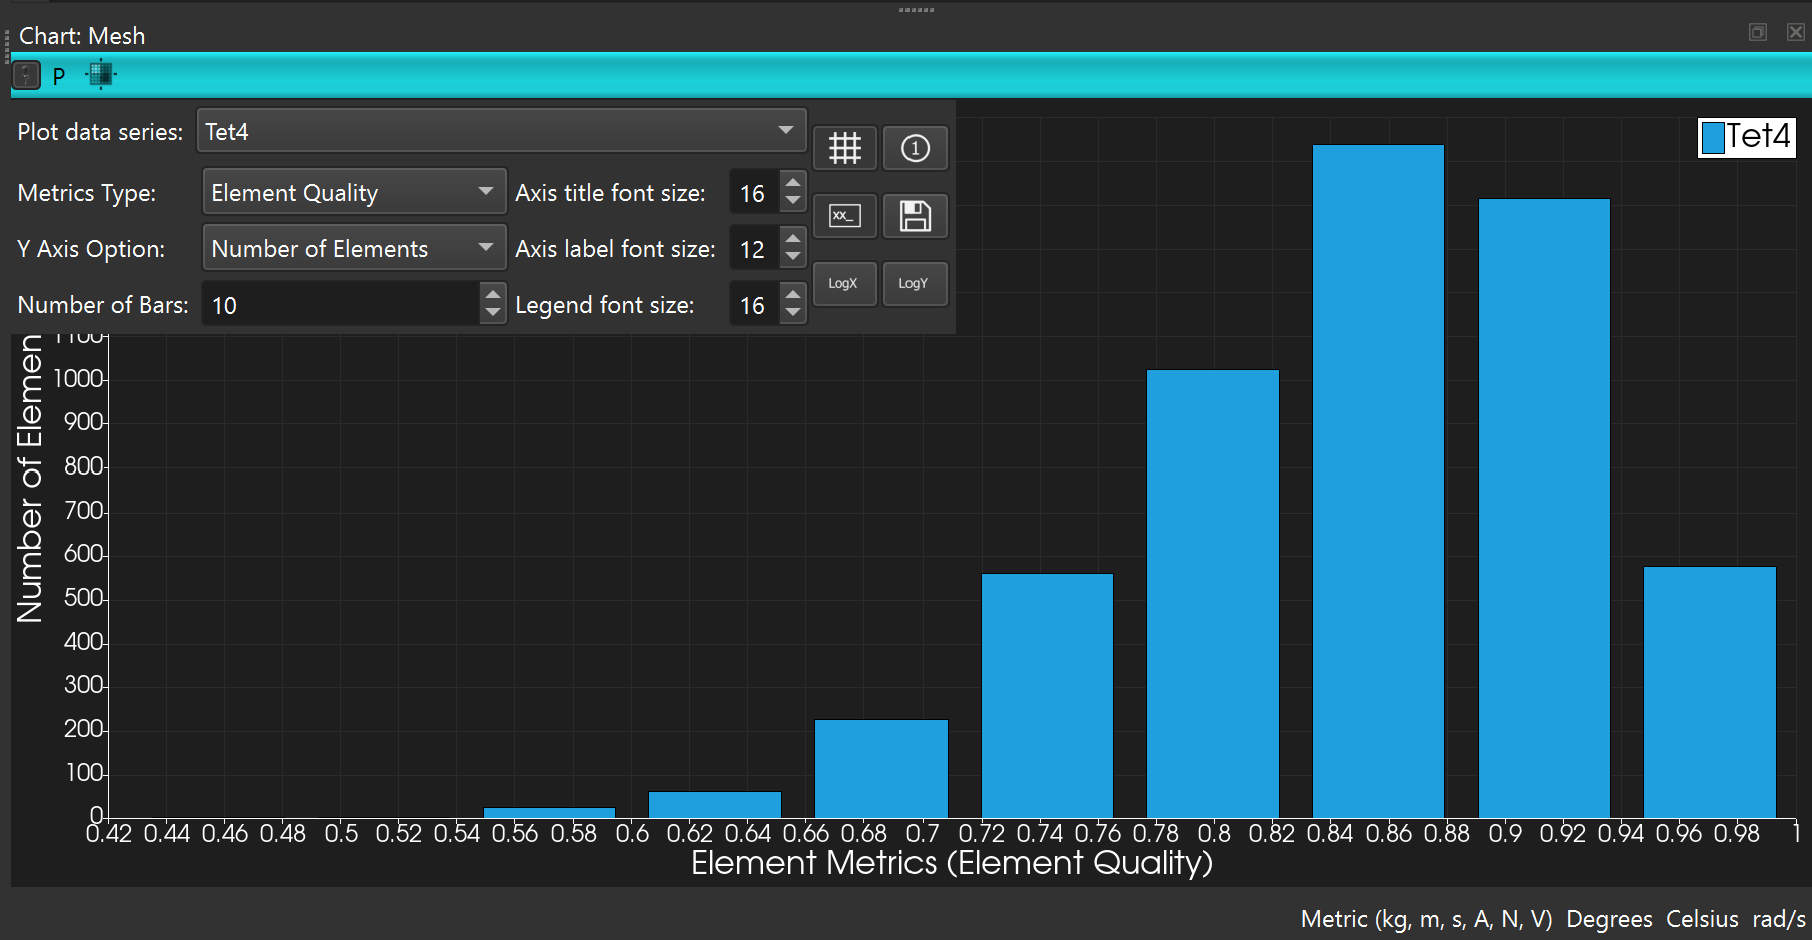 Chart: Mesh
P
Plot data series: Tet4
Metrics Type: Element Quality Axis title font size: 16
Y Axis Option: Number of Elements Axis label font size: 12
Number of Bars: 10 Legend font size: 16
1
xx_
LogX LogY
Tet4
Number of Elemen
1100
1000
900
800
700
600
500
400
300
200
100
0
0.42 0.44 0.46 0.48 0.5 0.52 0.54 0.56 0.58 0.6 0.62 0.64 0.66 0.68 0.7 0.72 0.74 0.76 0.78 0.8 0.82 0.84 0.86 0.88 0.9 0.92 0.94 0.96 0.98 1
Element Metrics (Element Quality)
Metric (kg, m, s, A, N, V) Degrees Celsius rad/s